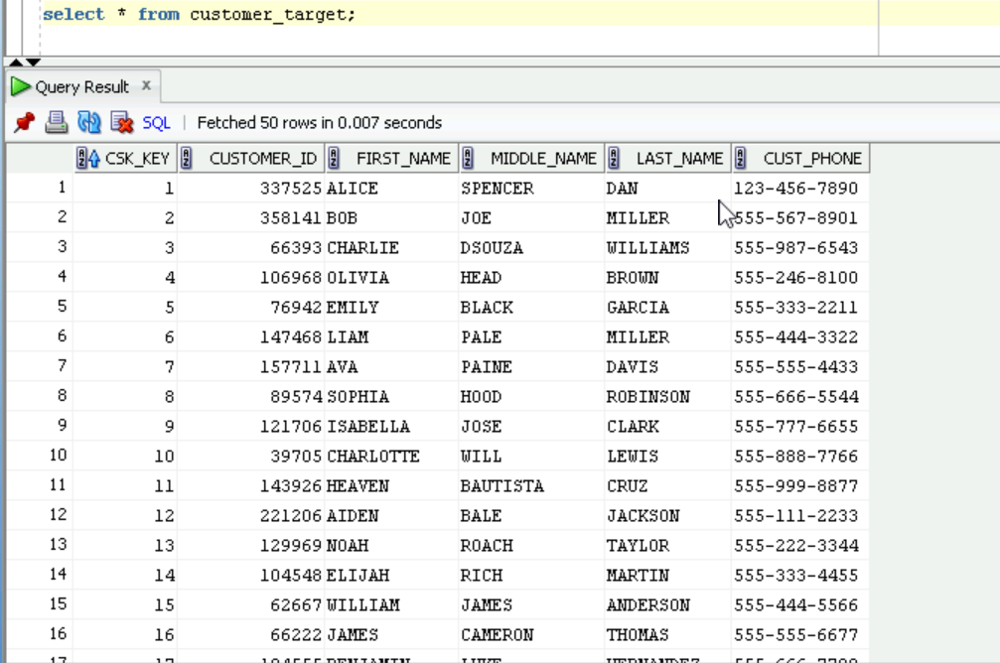 select * from customer_target;
Query Result x
SQL | Fetched 50 rows in 0.007 seconds
CSK_KEY CUSTOMER_ID FIRST_NAME MIDDLE_NAME LAST_NAME CUST_PHONE
1 1 337525 ALICE SPENCER DAN 123-456-7890
2 2 358141 BOB JOE MILLER 555-567-8901
3 3 66393 CHARLIE DSOUZA WILLIAMS 555-987-6543
4 4 106968 OLIVIA HEAD BROWN 555-246-8100
5 5 76942 EMILY BLACK GARCIA 555-333-2211
6 6 147468 LIAM PALE MILLER 555-444-3322
7 7 157711 AVA PAINE DAVIS 555-555-4433
8 8 89574 SOPHIA HOOD ROBINSON 555-666-5544
9 9 121706 ISABELLA JOSE CLARK 555-777-6655
10 10 39705 CHARLOTTE WILL LEWIS 555-888-7766
11 11 143926 HEAVEN BAUTISTA CRUZ 555-999-8877
12 12 221206 AIDEN BALE JACKSON 555-111-2233
13 13 129969 NOAH ROACH TAYLOR 555-222-3344
14 14 104548 ELIJAH RICH MARTIN 555-333-4455
15 15 62667 WILLIAM JAMES ANDERSON 555-444-5566
16 16 66222 JAMES CAMERON THOMAS 555-555-6677
17 17